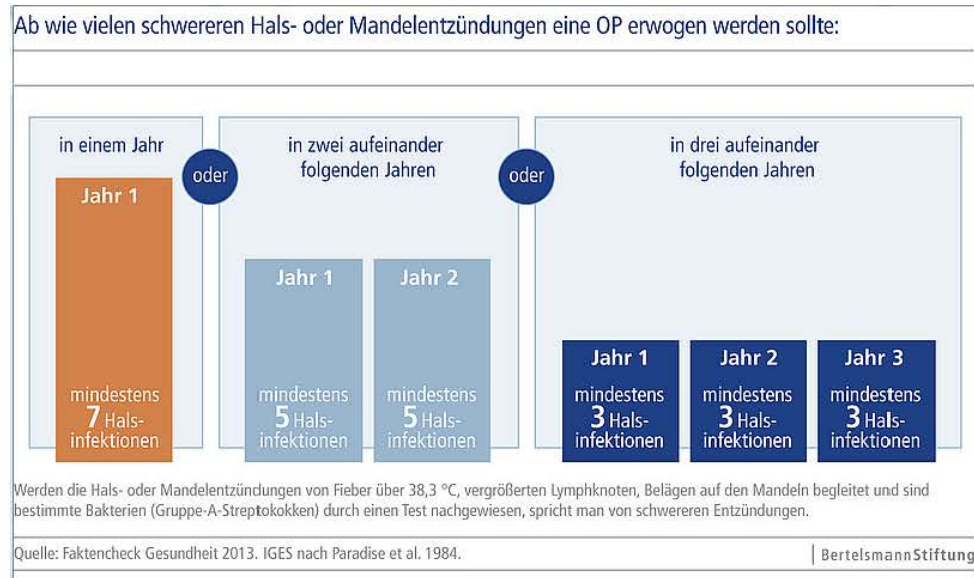 Ab wie vielen schwereren Hals- oder Mandelentzündungen eine OP erwogen werden sollte:
in einem Jahr
oder
in zwei aufeinander
folgenden Jahren
oder
in drei aufeinander
folgenden Jahren
Jahr 1
mindestens
7 Hals-
infektionen
Jahr 1
mindestens
5 Hals-
infektionen
Jahr 2
mindestens
5 Hals-
infektionen
Jahr 1
mindestens
3 Hals-
infektionen
Jahr 2
mindestens
3 Hals-
infektionen
Jahr 3
mindestens
3 Hals-
infektionen
Werden die Hals- oder Mandelentzündungen von Fieber über 38,3 °C, vergrößerten Lymphknoten, Belägen auf den Mandeln begleitet und sind
bestimmte Bakterien (Gruppe-A-Streptokokken) durch einen Test nachgewiesen, spricht man von schwereren Entzündungen.
Quelle: Faktencheck Gesundheit 2013. IGES nach Paradise et al. 1984.
BertelsmannStiftung